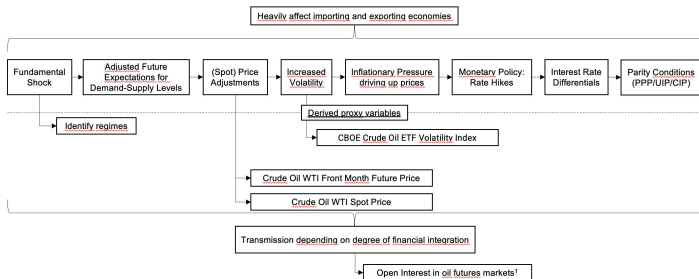 Heavily affect importing and exporting economies
Fundamental
Shock
Adjusted Future
Expectations for
Demand-Supply Levels
(Spot) Price
Adjustments
Increased
Volatility
Inflationary Pressure
driving up prices
Monetary Policy:
Rate Hikes
Interest Rate
Differentials
Parity Conditions
(PPP/UIP/CIP)
Derived proxy variables
Identify regimes
CBOE Crude Oil ETF Volatility Index
Crude Oil WTI Front Month Future Price
Crude Oil WTI Spot Price
Transmission depending on degree of financial integration
Open Interest in oil futures markets¹